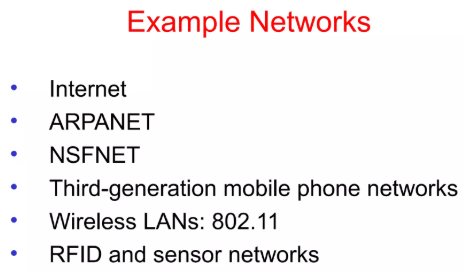 Example Networks
• Internet
• ARPANET
• NSFNET
• Third-generation mobile phone networks
• Wireless LANs: 802.11
• RFID and sensor networks